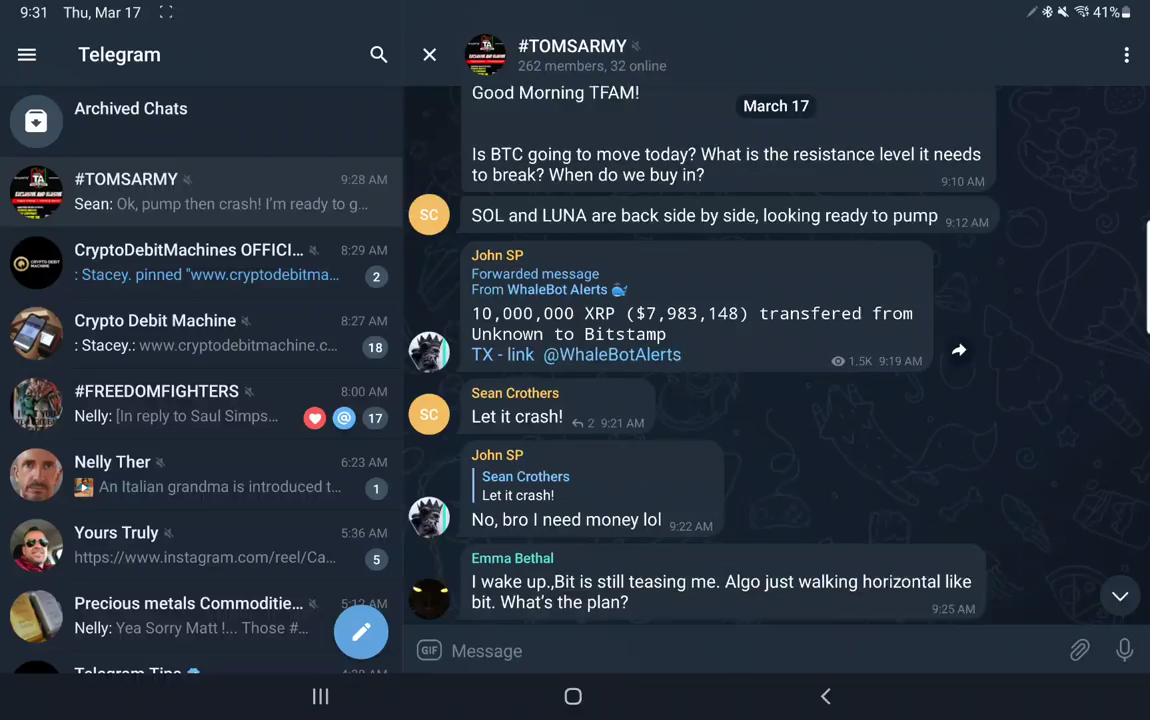 9:31 Thu, Mar 17
41%
Telegram
Archived Chats
#TOMSARMY
9:28 AM
Sean: Ok, pump then crash! I'm ready to g...
CryptoDebitMachines OFFICI...
8:29 AM
: Stacey. pinned "www.cryptodebitma...
2
Crypto Debit Machine
8:27 AM
: Stacey.: www.cryptodebitmachine.c...
18
#FREEDOMFIGHTERS
8:00 AM
Nelly: [In reply to Saul Simps...
@
17
Nelly Ther
6:23 AM
An Italian grandma is introduced t...
1
Yours Truly
5:36 AM
https://www.instagram.com/reel/Ca...
5
Precious metals Commoditie...
5:12 AM
Nelly: Yea Sorry Matt !... Those #...
Telegram Tips
4:38 AM
#TOMSARMY
262 members, 32 online
Good Morning TFAM!
March 17
Is BTC going to move today? What is the resistance level it needs
to break? When do we buy in?
9:10 AM
SC
SOL and LUNA are back side by side, looking ready to pump
9:12 AM
John SP
Forwarded message
From WhaleBot Alerts
10,000,000 XRP ($7,983,148) transfered from
Unknown to Bitstamp
TX - link @WhaleBotAlerts
1.5K 9:19 AM
Sean Crothers
SC
Let it crash!
2 9:21 AM
John SP
Sean Crothers
Let it crash!
No, bro I need money lol
9:22 AM
Emma Bethal
I wake up.,Bit is still teasing me. Algo just walking horizontal like
bit. What's the plan?
9:25 AM
GIF Message